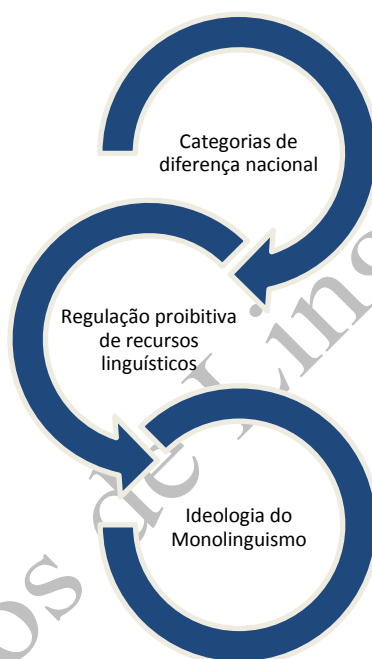 Categorias de
diferença nacional
Regulação proibitiva
de recursos
linguísticos
Ideologia do
Monolinguismo